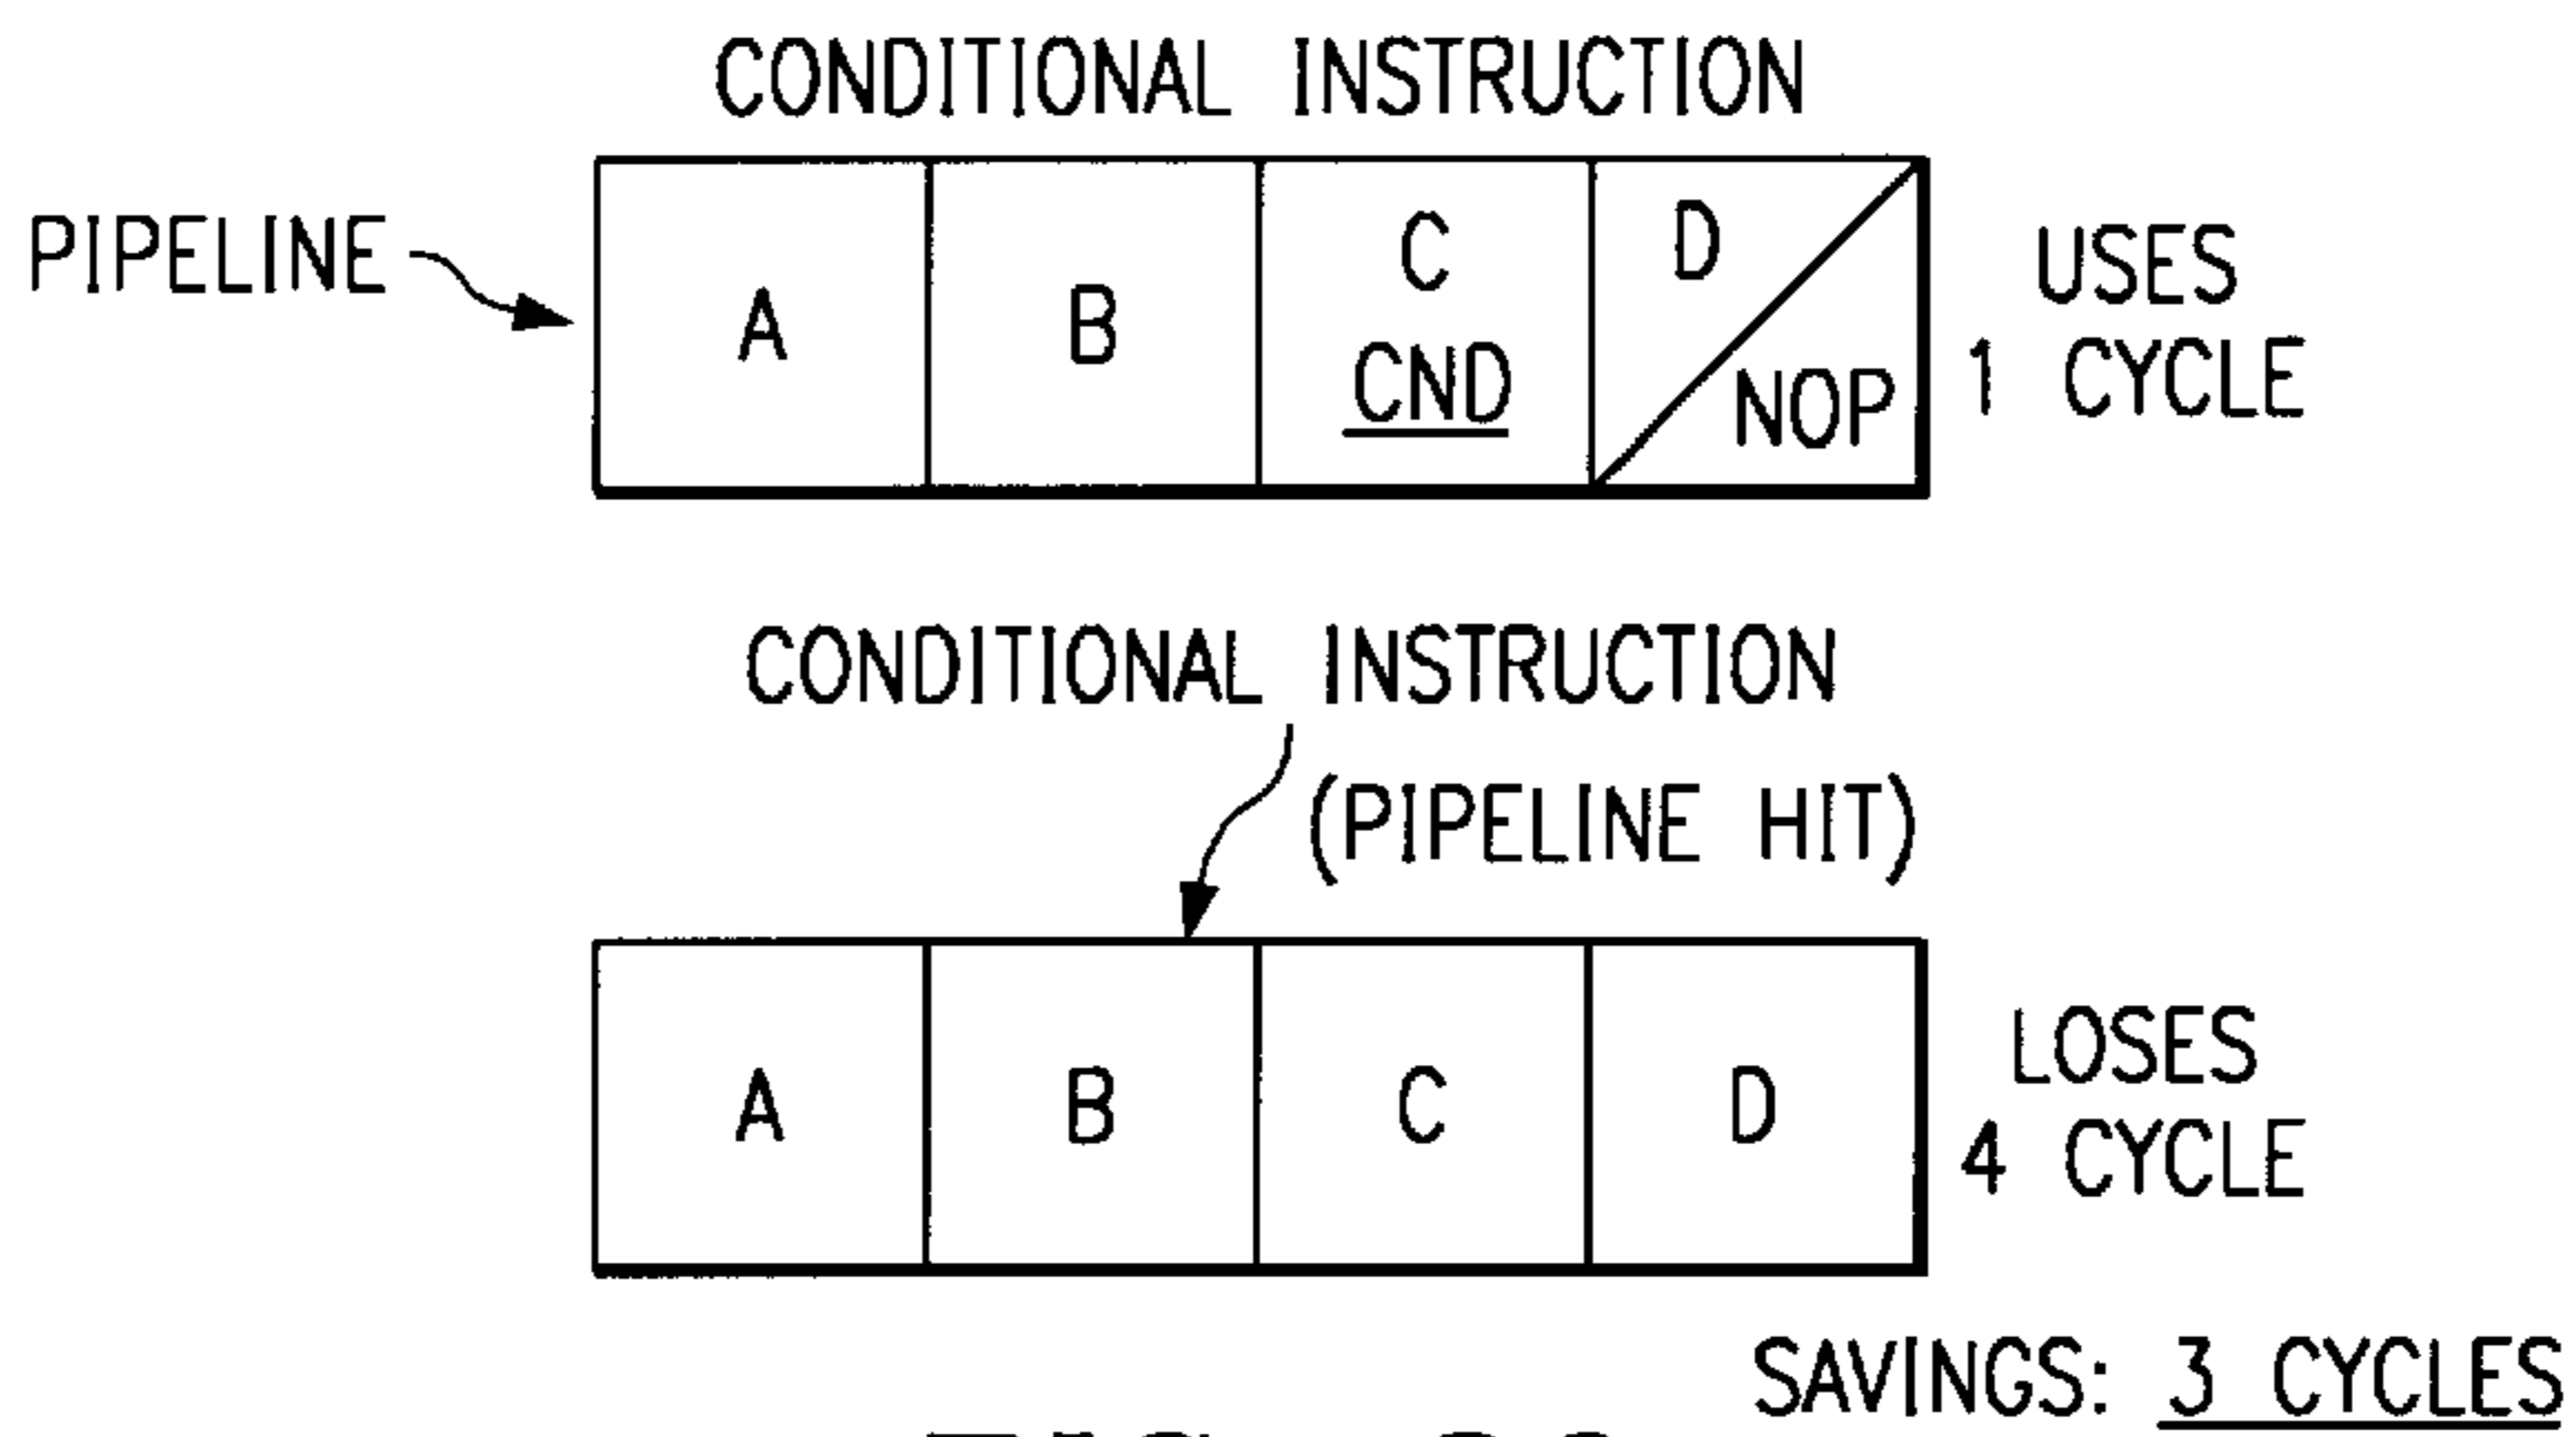 CONDITIONAL INSTRUCTION
PIPELINE
A
B
C
CND
D
NOP
USES
1 CYCLE
CONDITIONAL INSTRUCTION
(PIPELINE HIT)
A
B
C
D
LOSES
4 CYCLE
SAVINGS: 3 CYCLES